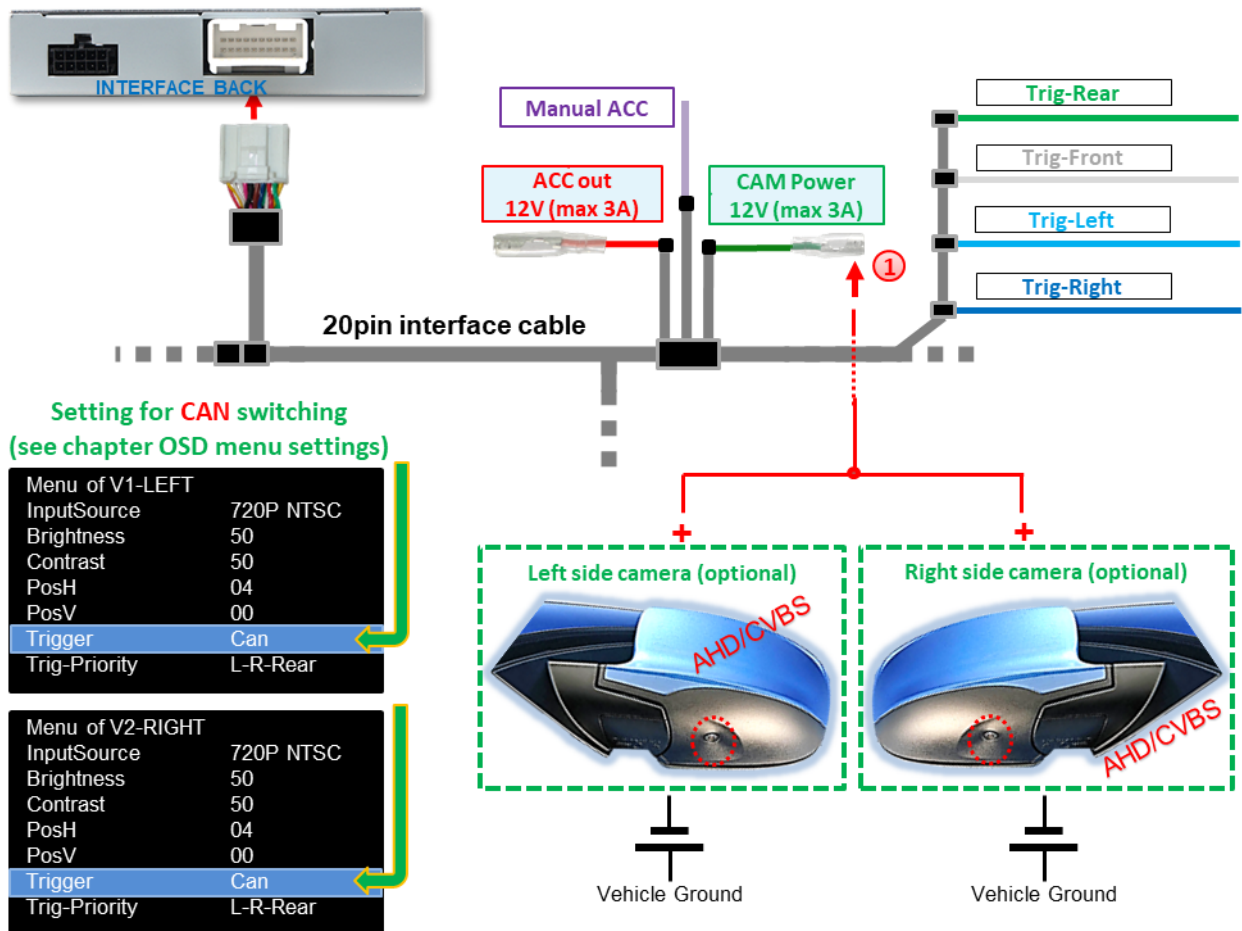 INTERFACE BACK
Manual ACC
ACC out
12V (max 3A)
CAM Power
12V (max 3A)
Trig-Rear
Trig-Front
Trig-Left
Trig-Right
1
20pin interface cable
Setting for CAN switching
(see chapter OSD menu settings)
Menu of V1-LEFT
InputSource 720P NTSC
Brightness 50
Contrast 50
PosH 04
PosV 00
Trigger Can
Trig-Priority L-R-Rear
Menu of V2-RIGHT
InputSource 720P NTSC
Brightness 50
Contrast 50
PosH 04
PosV 00
Trigger Can
Trig-Priority L-R-Rear
+
+
Left side camera (optional)
AHD/CVBS
Right side camera (optional)
AHD/CVBS
Vehicle Ground
Vehicle Ground